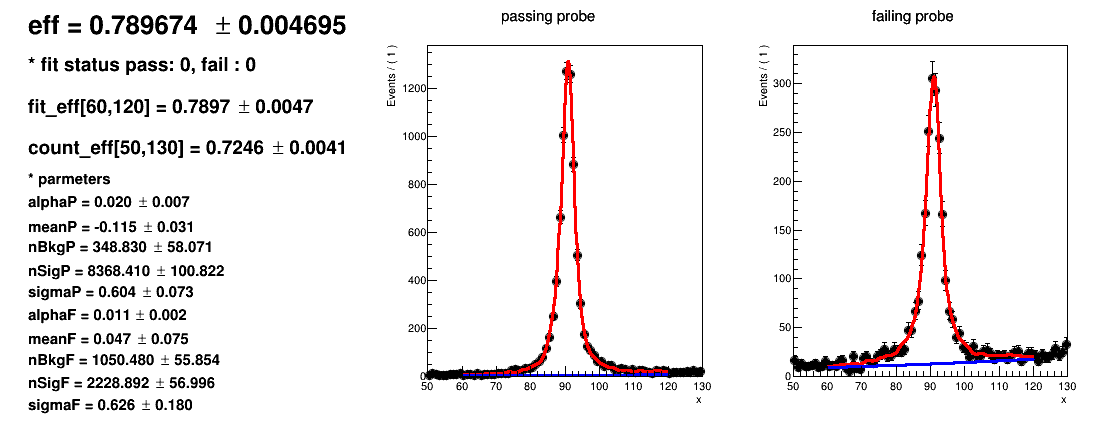 eff = 0.789674 ± 0.004695
* fit status pass: 0, fail : 0
fit_eff[60,120] = 0.7897 ± 0.0047
count_eff[50,130] = 0.7246 ± 0.0041
* parmeters
alphaP = 0.020 ± 0.007
meanP = -0.115 ± 0.031
nBkgP = 348.830 ± 58.071
nSigP = 8368.410 ± 100.822
sigmaP = 0.604 ± 0.073
alphaF = 0.011 ± 0.002
meanF = 0.047 ± 0.075
nBkgF = 1050.480 ± 55.854
nSigF = 2228.892 ± 56.996
sigmaF = 0.626 ± 0.180
passing probe
Events / ( 1 )
1200
1000
800
600
400
200
0
50 60 70 80 90 100 110 120 130
x
failing probe
Events / ( 1 )
300
250
200
150
100
50
0
50 60 70 80 90 100 110 120 130
x